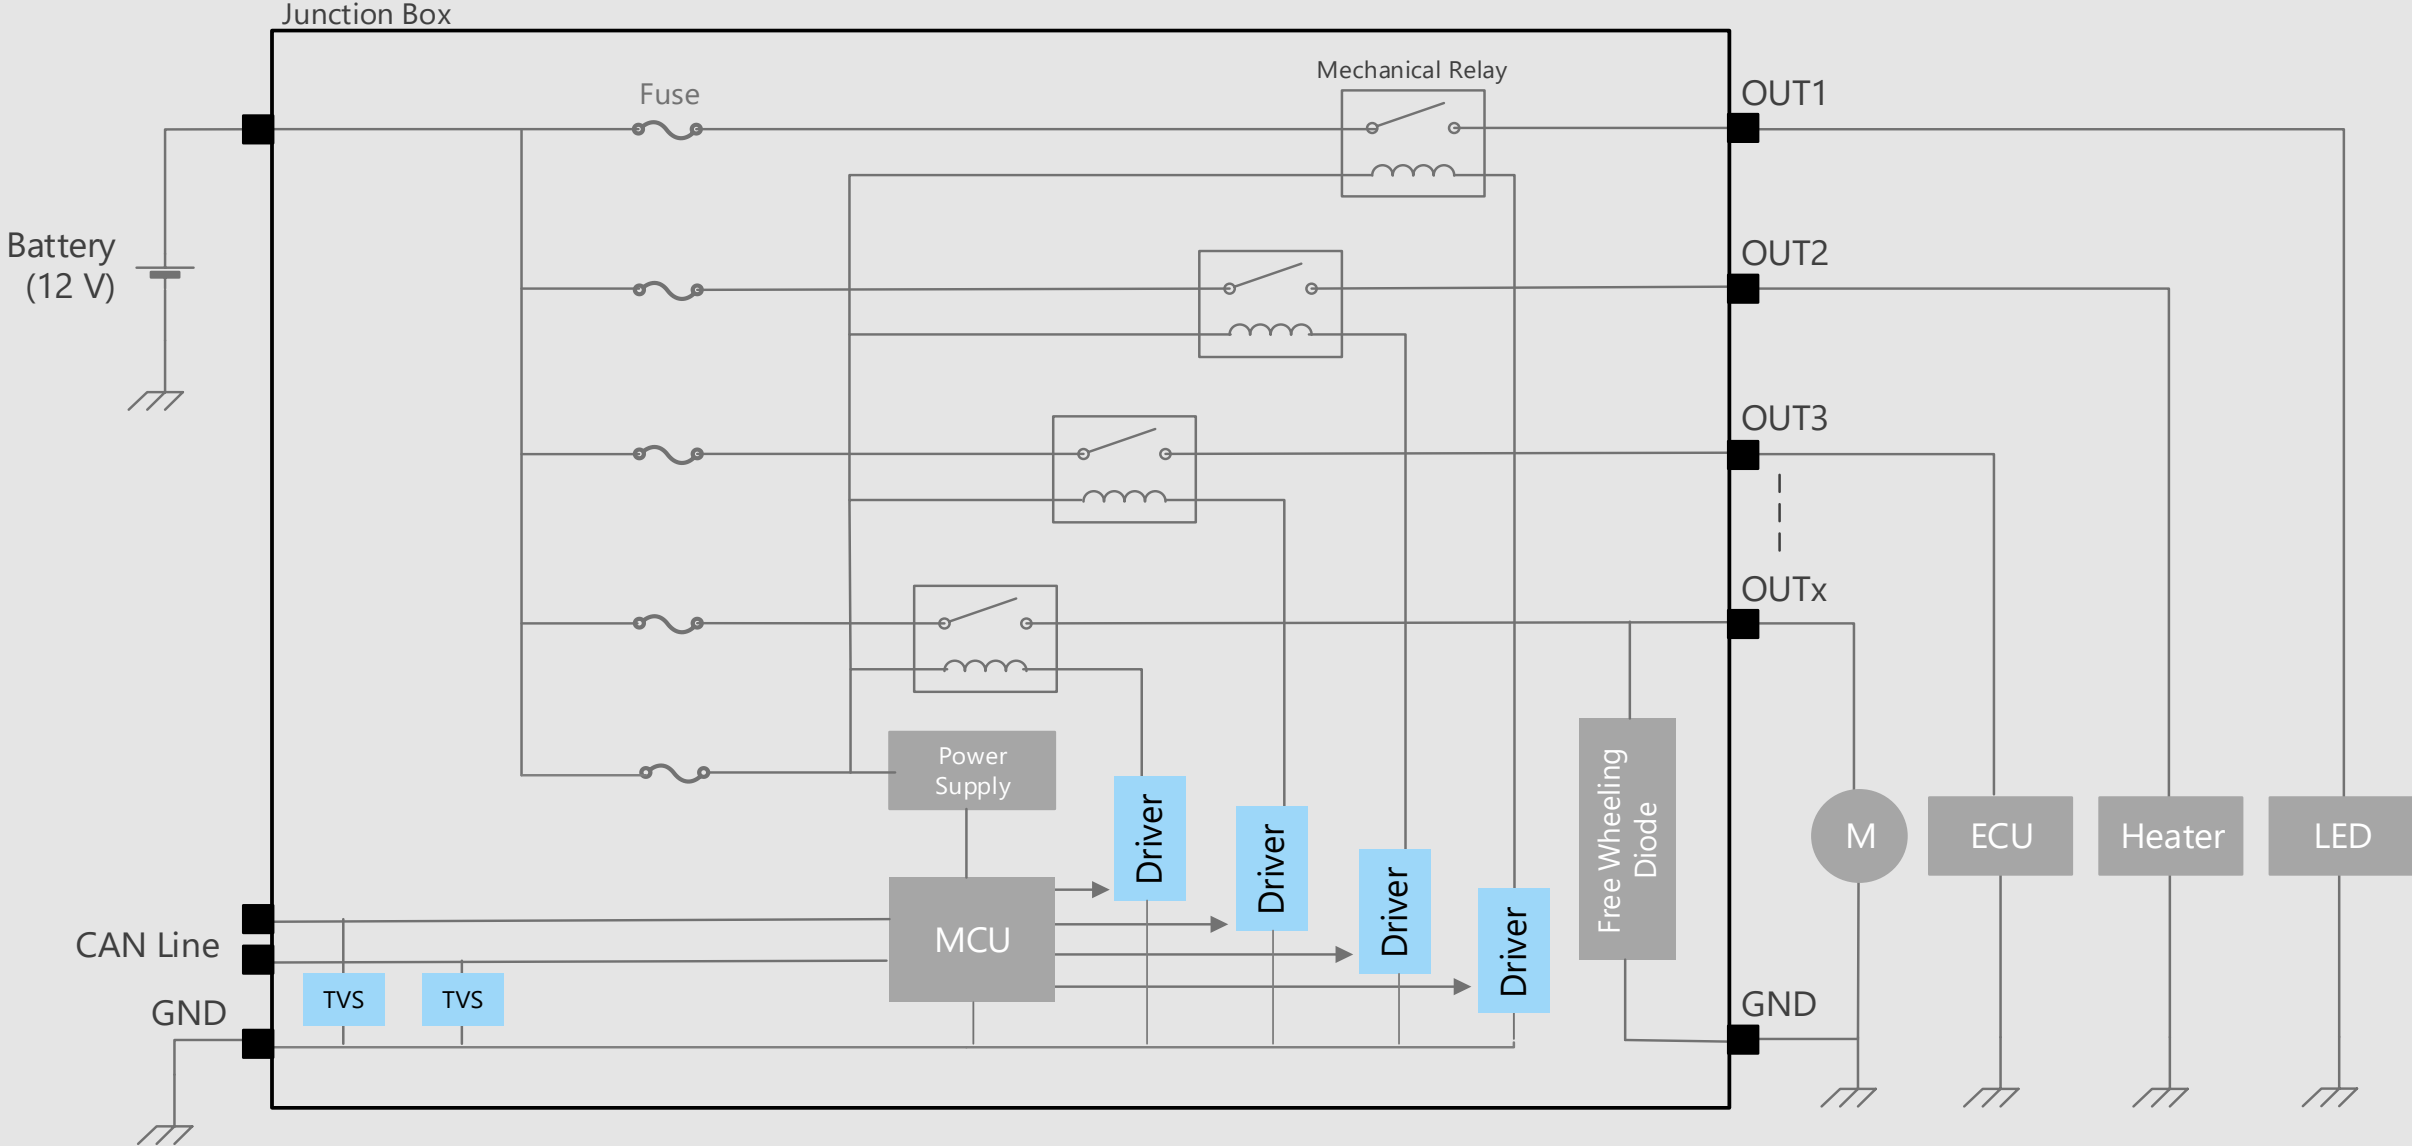 Junction Box
Mechanical Relay
Fuse
OUT1
Battery
(12 V)
OUT2
OUT3
OUTx
Power
Supply
Driver
Driver
Driver
Driver
Free Wheeling
Diode
M
ECU
Heater
LED
CAN Line
MCU
TVS
TVS
GND
GND